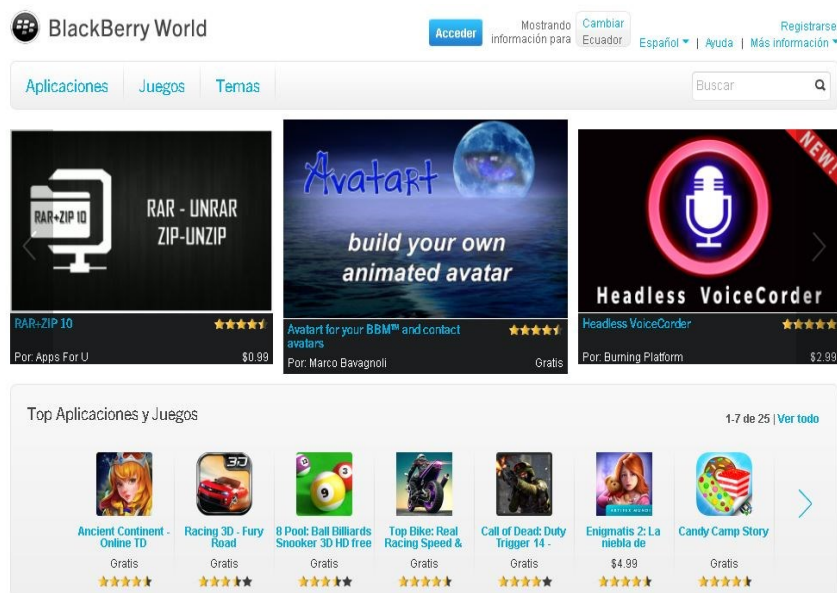 BlackBerry World
Acceder
Mostrando
información para
Cambiar
Ecuador
Registrarse
Español | Ayuda | Más información
Aplicaciones Juegos Temas
Buscar
RAR+ZIP 10
RAR - UNRAR
ZIP-UNZIP
Avatart
build your own
animated avatar
NEW!
Headless VoiceCorder
RAR+ZIP 10
Por: Apps For U $0.99
Avatart for your BBM™ and contact
avatars
Por: Marco Bavagnoli Gratis
Headless VoiceCorder
Por: Burning Platform $2.99
Top Aplicaciones y Juegos
1-7 de 25 | Ver todo
3D
9
3
ARTIFEX MUNDI
Ancient Continent -
Online TD
Gratis
Racing 3D - Fury
Road
Gratis
8 Pool: Ball Billiards
Snooker 3D HD free
Gratis
Top Bike: Real
Racing Speed &
Gratis
Call of Dead: Duty
Trigger 14 -
Gratis
Enigmatis 2: La
niebla de
$4.99
Candy Camp Story
Gratis